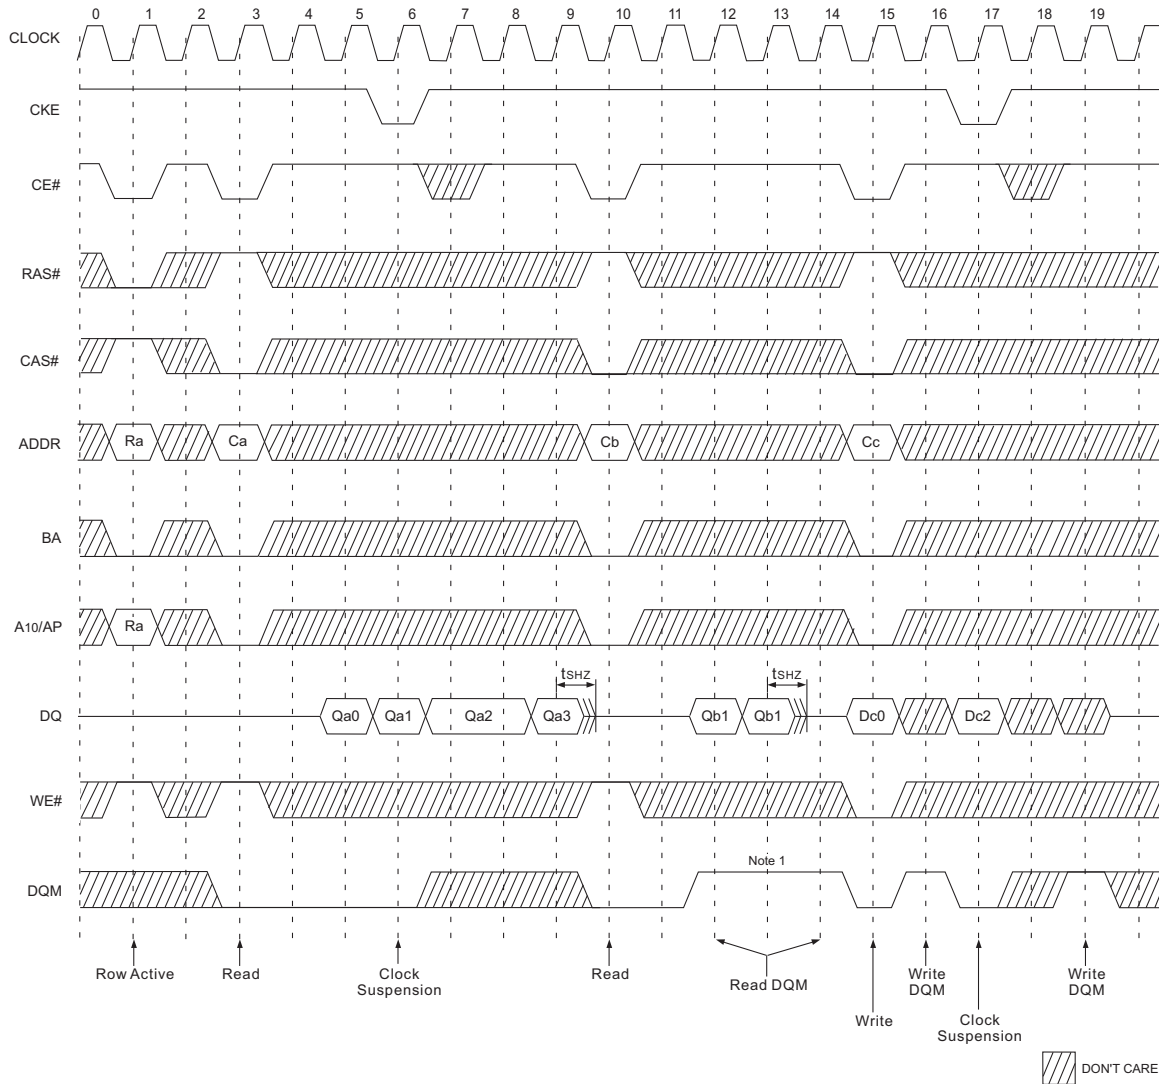 0 1 2 3 4 5 6 7 8 9 10 11 12 13 14 15 16 17 18 19
CLOCK
CKE
CE#
RAS#
CAS#
ADDR Ra Ca Cb Cc
BA
A10/AP Ra
tSHZ tSHZ
DQ Qa0 Qa1 Qa2 Qa3 Qb1 Qb1 Dc0 Dc2
WE#
Note 1
DQM
Row Active Read Clock Suspension Read Read DQM Write DQM Write DQM
Write Clock Suspension
DON'T CARE